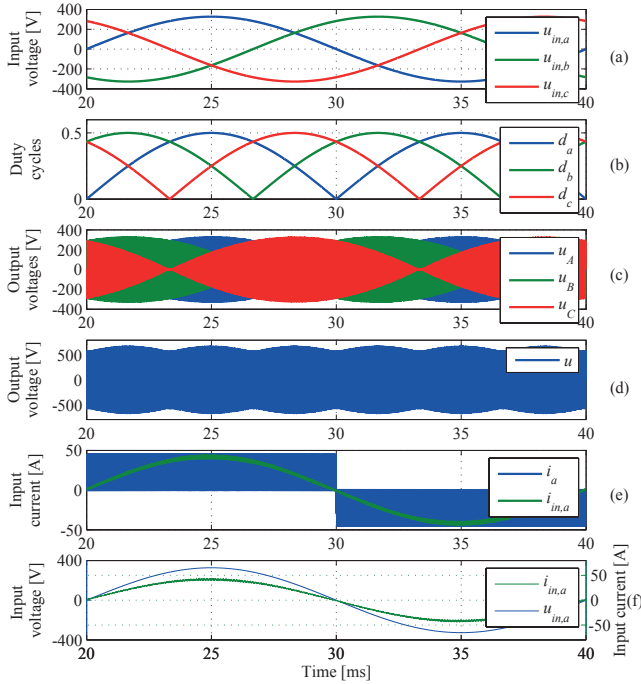 400
200
0
-200
-400
Input
voltage [V]
u_in,a
u_in,b
u_in,c
(a)
20 25 30 35 40
0.5
0
Duty
cycles
d_a
d_b
d_c
(b)
20 25 30 35 40
400
200
0
-200
-400
Output
voltages [V]
u_A
u_B
u_C
(c)
20 25 30 35 40
500
0
-500
Output
voltage [V]
u
(d)
20 25 30 35 40
50
0
-50
Input
current [A]
i_a
i_in,a
(e)
20 25 30 35 40
400
0
-400
Input
voltage [V]
i_in,a
u_in,a
50
0
-50
Input current [A]
(f)
20 25 30 35 40
Time [ms]